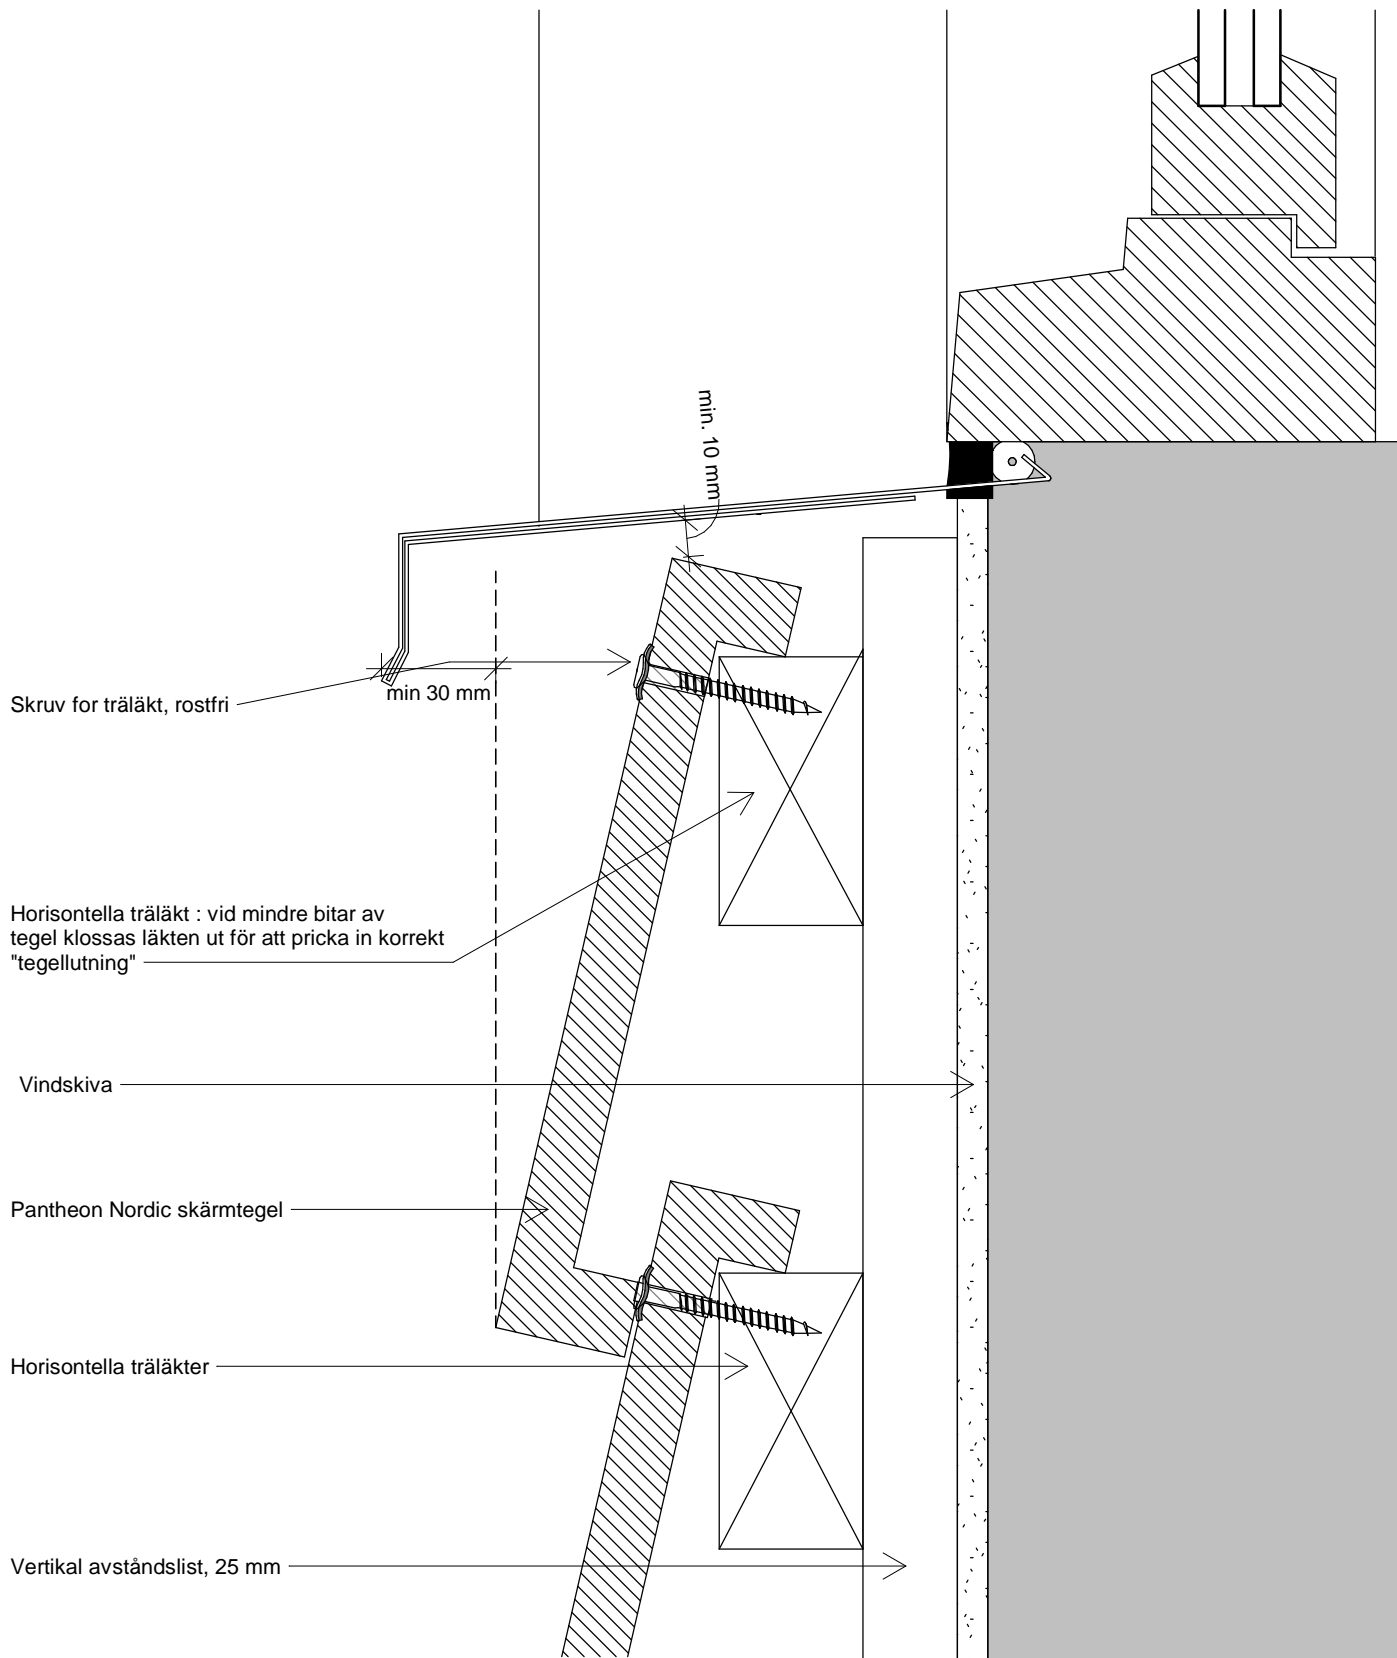 min. 10 mm
min 30 mm
Skruv for träläkt, rostfri
Horisontella träläkt : vid mindre bitar av
tegel klossas läkten ut för att pricka in korrekt
"tegellutning"
Vindskiva
Pantheon Nordic skärmtegel
Horisontella träläkter
Vertikal avståndslist, 25 mm